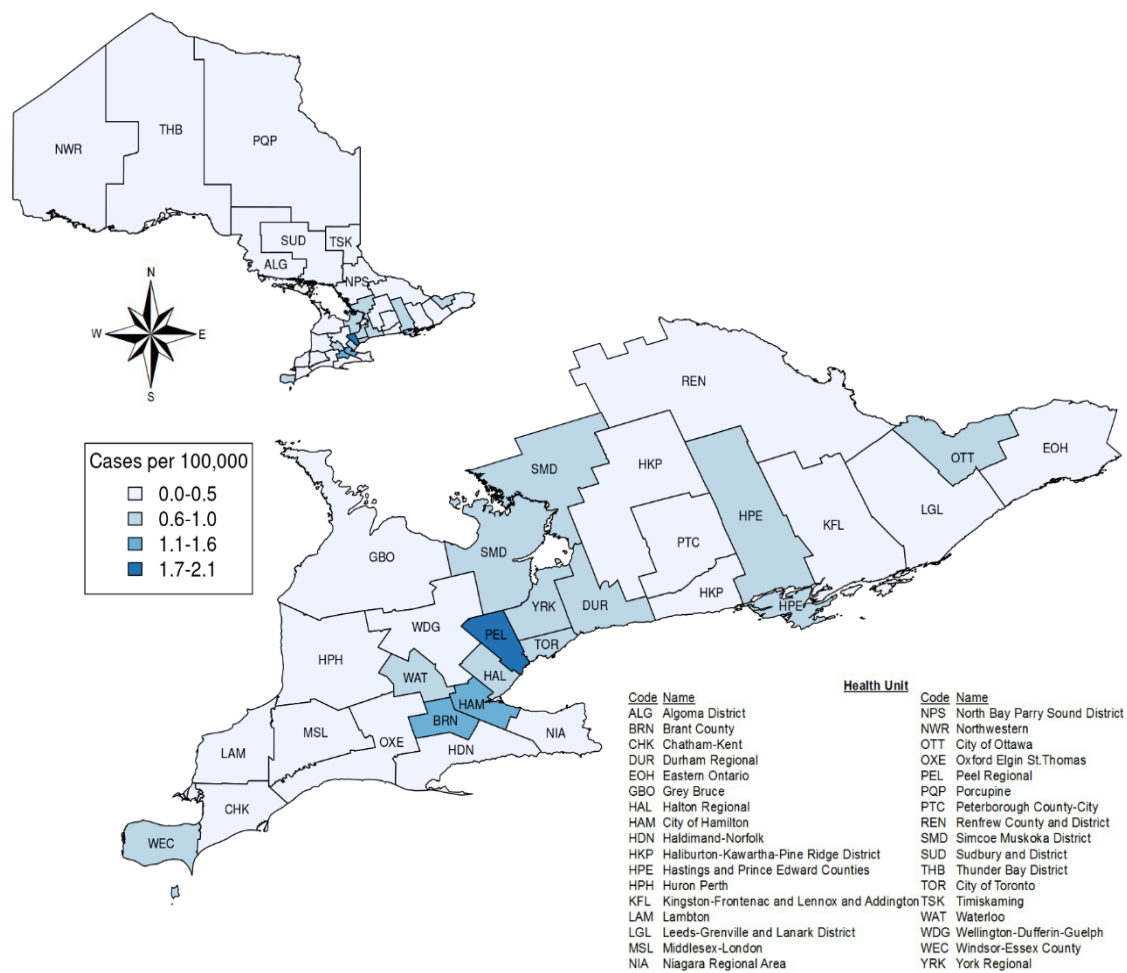 THB
NWR
PQP
SUD
TSK
ALG
NPS
N
W E
S
REN
Cases per 100,000
0.0-0.5
0.6-1.0
1.1-1.6
1.7-2.1
SMD
HKP
OTT
EOH
HPE
LGL
KFL
PTC
GBO
SMD
HKP
HPE
YRK
DUR
WDG
PEL
TOR
HPH
WAT
HAL
HAM
BRN
MSL
OXE
HDN
NIA
LAM
CHK
WEC
Health Unit
Code Name Code Name
ALG Algoma District NPS North Bay Parry Sound District
BRN Brant County NWR Northwestern
CHK Chatham-Kent OTT City of Ottawa
DUR Durham Regional OXE Oxford Elgin St.Thomas
EOH Eastern Ontario PEL Peel Regional
GBO Grey Bruce PQP Porcupine
HAL Halton Regional PTC Peterborough County-City
HAM City of Hamilton REN Renfrew County and District
HDN Haldimand-Norfolk SMD Simcoe Muskoka District
HKP Haliburton-Kawartha-Pine Ridge District SUD Sudbury and District
HPE Hastings and Prince Edward Counties THB Thunder Bay District
HPH Huron Perth TOR City of Toronto
KFL Kingston-Frontenac and Lennox and Addington TSK Timiskaming
LAM Lambton WAT Waterloo
LGL Leeds-Grenville and Lanark District WDG Wellington-Dufferin-Guelph
MSL Middlesex-London WEC Windsor-Essex County
NIA Niagara Regional Area YRK York Regional